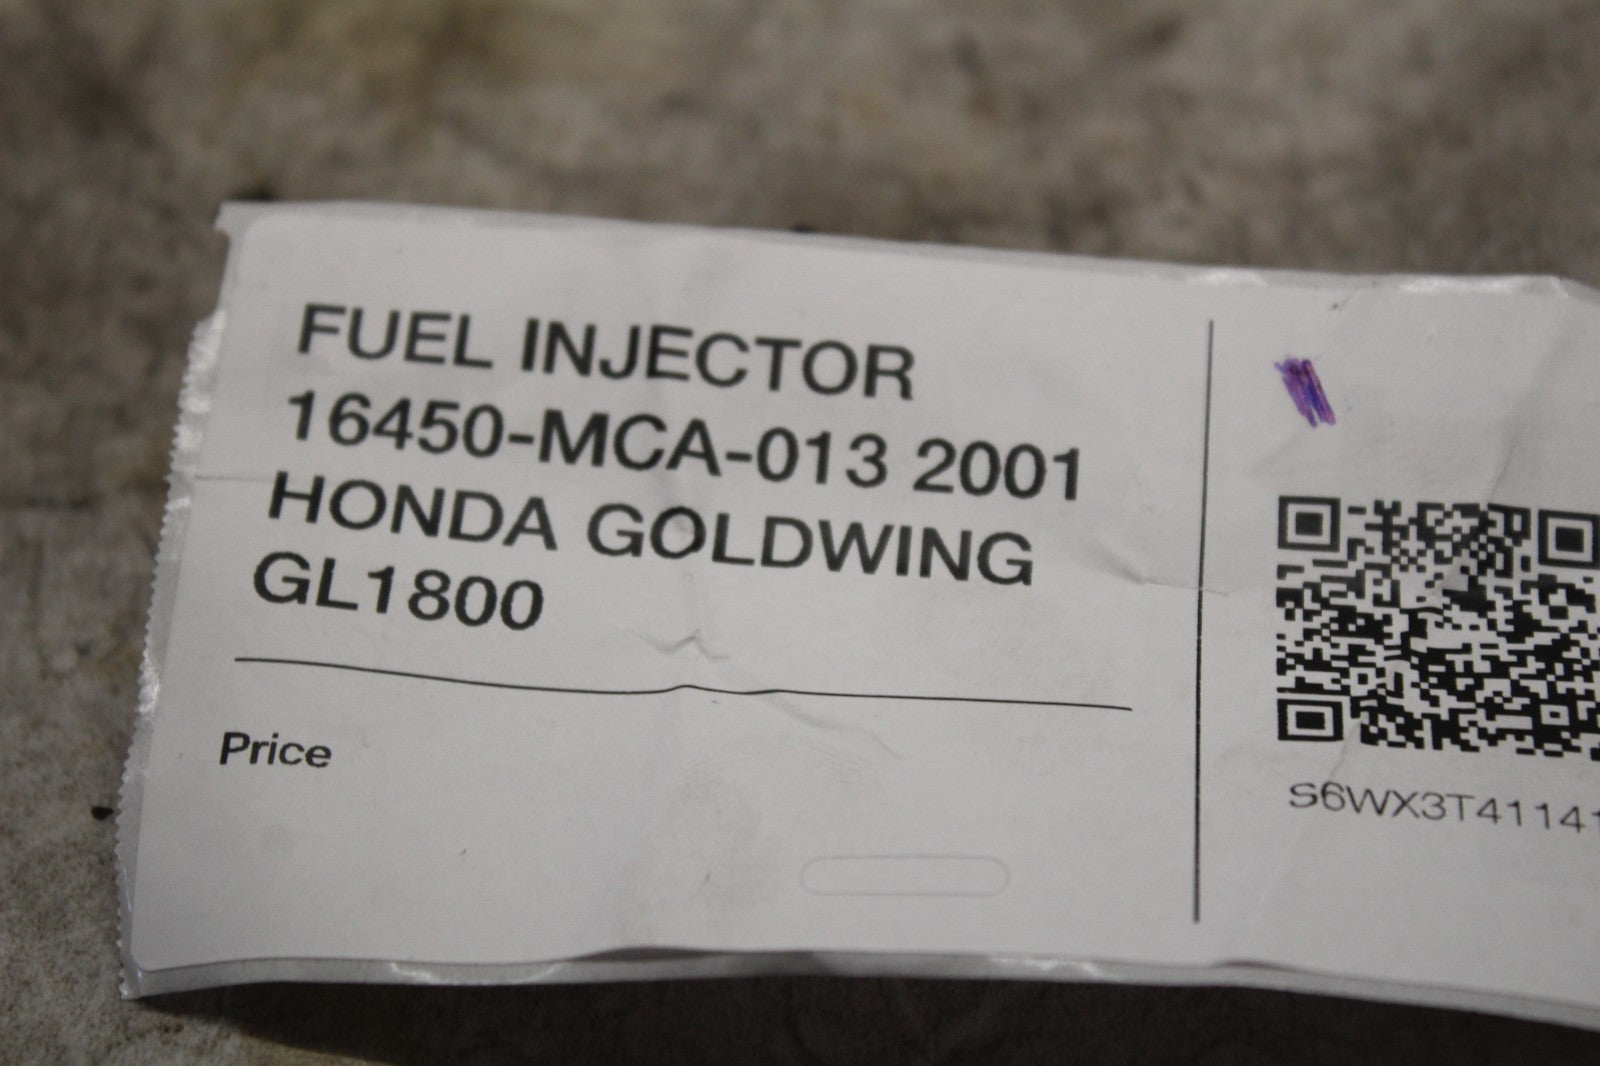 FUEL INJECTOR
16450-MCA-013 2001
HONDA GOLDWING
GL1800
Price
S6WX3T41141